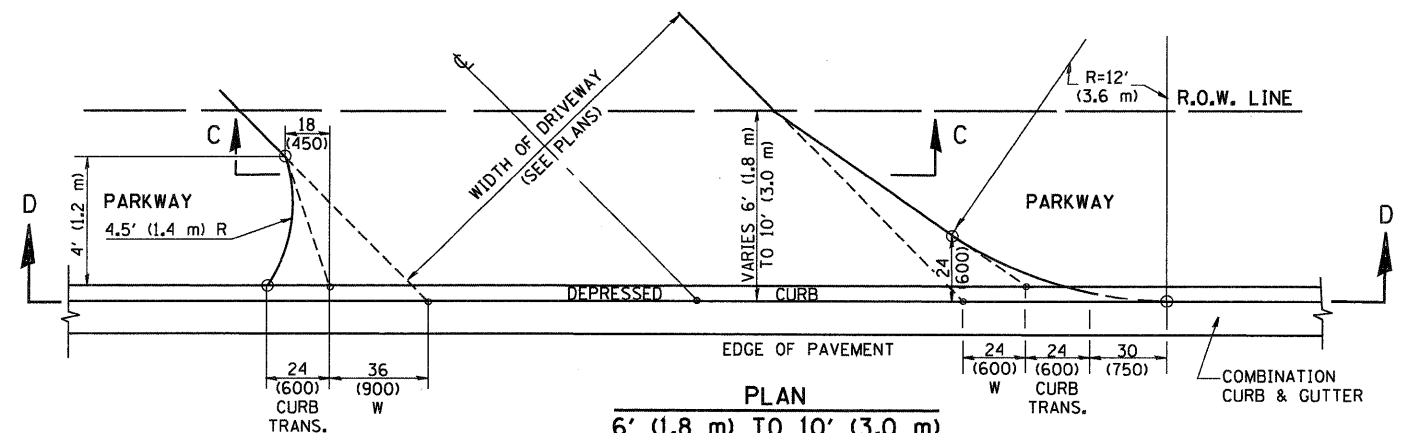 ℄
WIDTH OF DRIVEWAY
(SEE PLANS)
R=12'
(3.6 m)
R.O.W. LINE
C
18
(450)
C
VARIES 6' (1.8 m)
TO 10' (3.0 m)
D
4' (1.2 m)
PARKWAY
4.5' (1.4 m) R
PARKWAY
D
24
(600)
DEPRESSED CURB
EDGE OF PAVEMENT
24
(600)
CURB
TRANS.
36
(900)
W
24
(600)
W
24
(600)
CURB
TRANS.
30
(750)
COMBINATION
CURB & GUTTER
PLAN
6' (1.8 m) TO 10' (3.0 m)